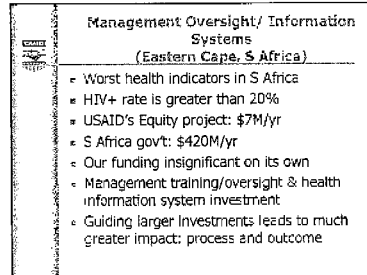 Management Oversight/ Information
Systems
(Eastern Cape, S Africa)
USAID
Worst health indicators in S Africa
HIV+ rate is greater than 20%
USAID's Equity project: $7M/yr
S Africa gov't: $420M/yr
Our funding insignificant on its own
Management training/oversight & health
information system investment
Guiding larger investments leads to much
greater impact: process and outcome